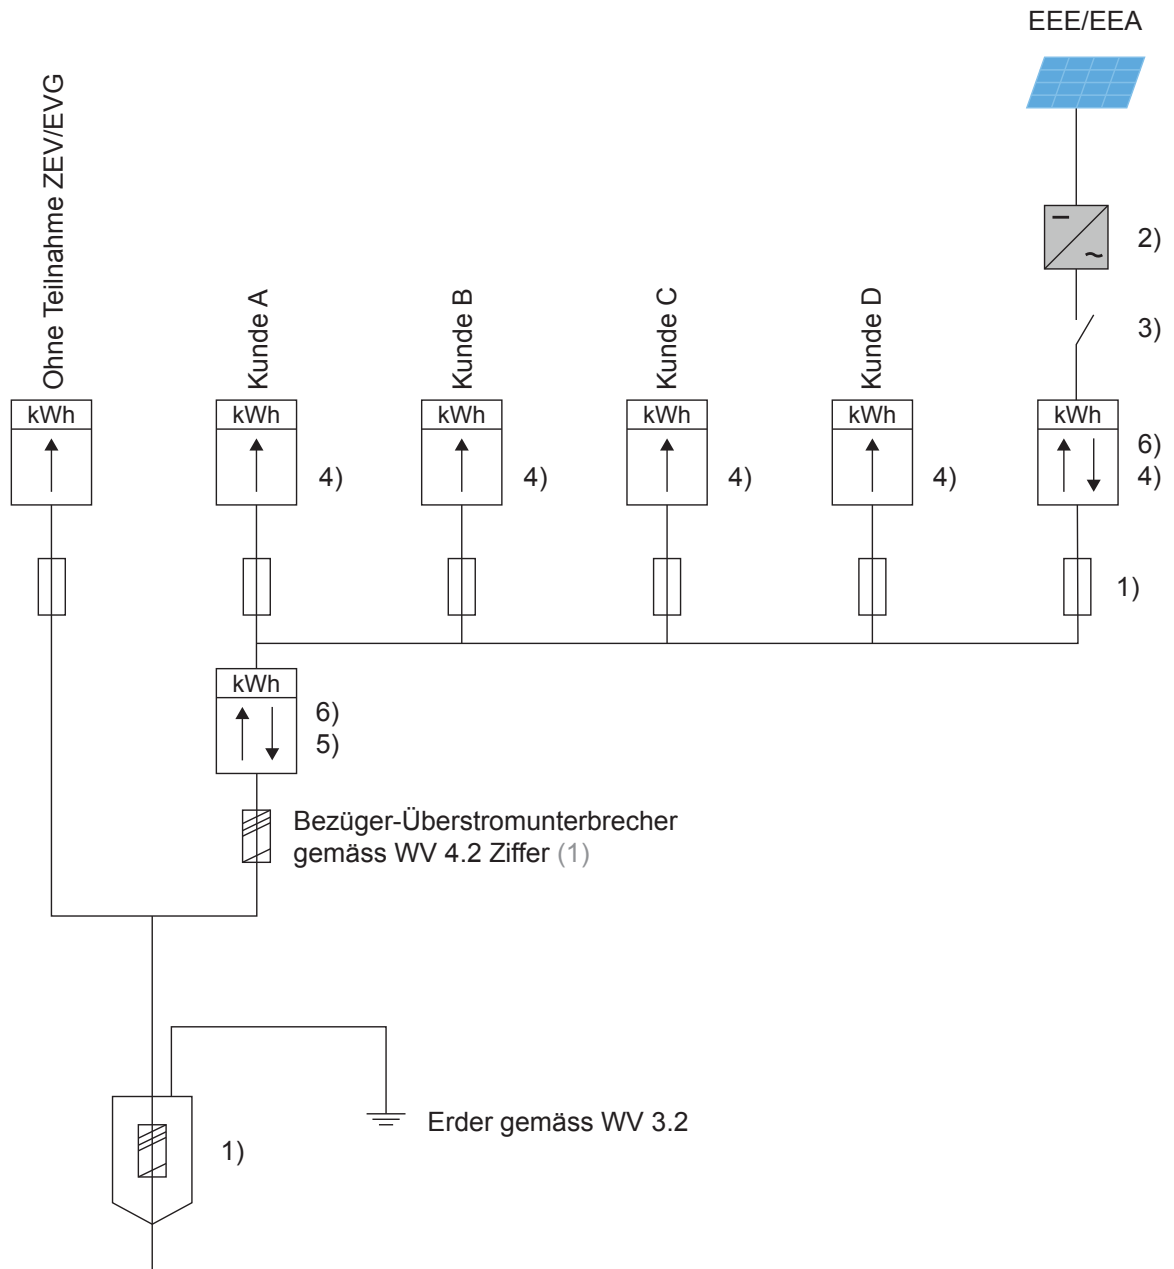 EEE/EEA
2)
3)
Ohne Teilnahme ZEV/EVG
Kunde A
Kunde B
Kunde C
Kunde D
kWh
kWh
kWh
kWh
kWh
kWh
4)
4)
4)
4)
6)
4)
1)
kWh
6)
5)
Bezüger-Überstromunterbrecher
gemäss WV 4.2 Ziffer (1)
Erder gemäss WV 3.2
1)